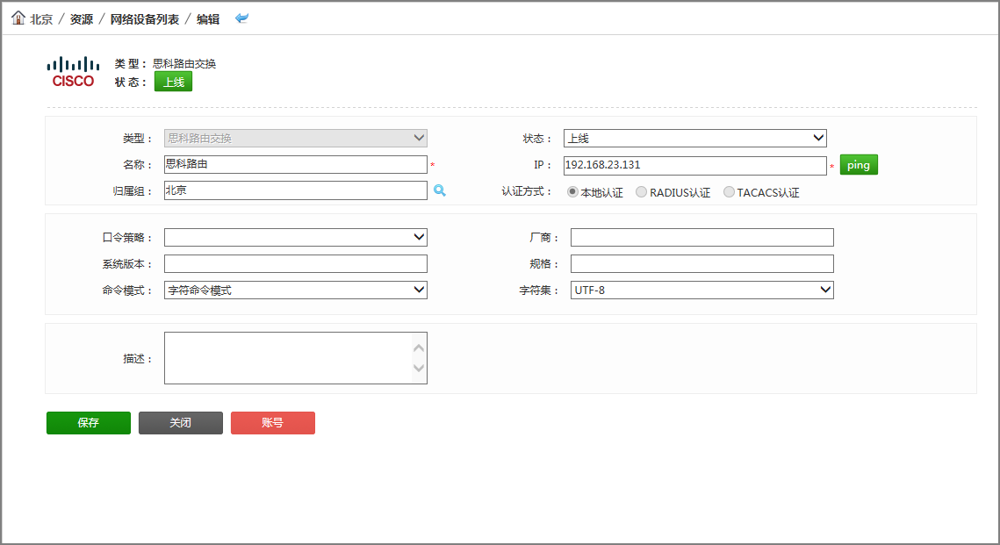 北京 / 资源 / 网络设备列表 / 编辑
CISCO
类 型： 思科路由交换
状 态： 上线
类型： 思科路由交换 状态： 上线
名称： 思科路由 * IP： 192.168.23.131 * ping
归属组： 北京 认证方式： 本地认证 RADIUS认证 TACACS认证
口令策略： 厂商：
系统版本： 规格：
命令模式： 字符命令模式 字符集： UTF-8
描述：
保存 关闭 账号